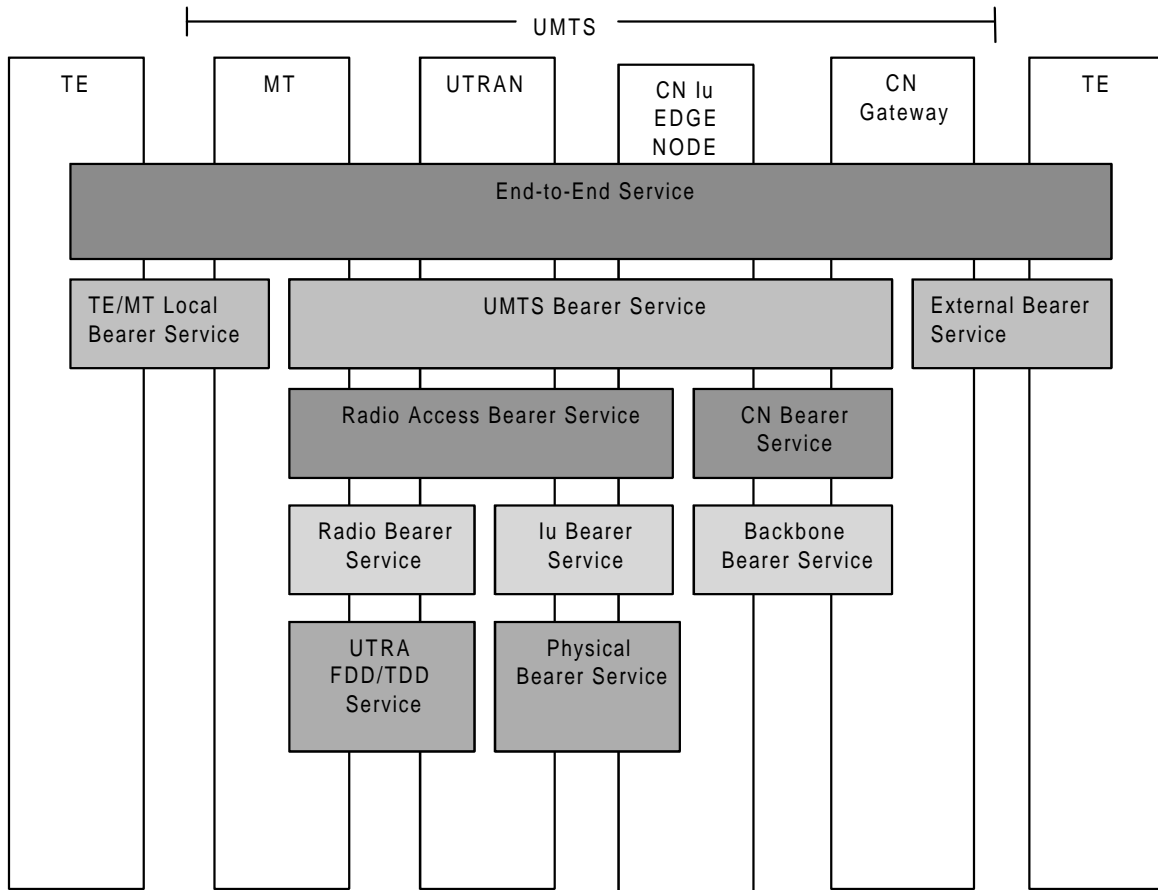 UMTS
TE
MT
UTRAN
CN Iu
EDGE
NODE
CN
Gateway
TE
End-to-End Service
TE/MT Local
Bearer Service
UMTS Bearer Service
External Bearer
Service
Radio Access Bearer Service
CN Bearer
Service
Radio Bearer
Service
Iu Bearer
Service
Backbone
Bearer Service
UTRA
FDD/TDD
Service
Physical
Bearer Service